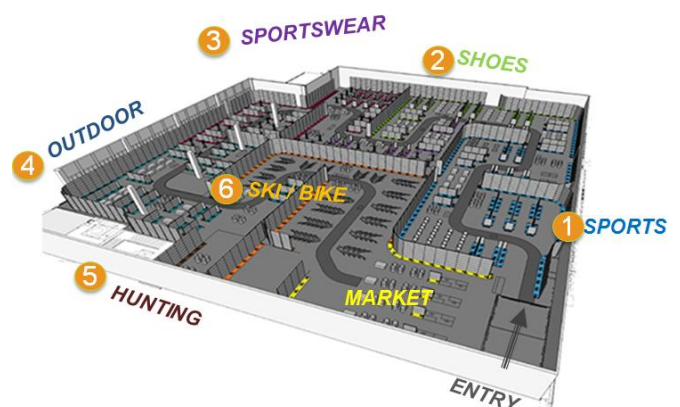 3 SPORTSWEAR
2 SHOES
4 OUTDOOR
6 SKI / BIKE
1 SPORTS
5 HUNTING
MARKET
ENTRY